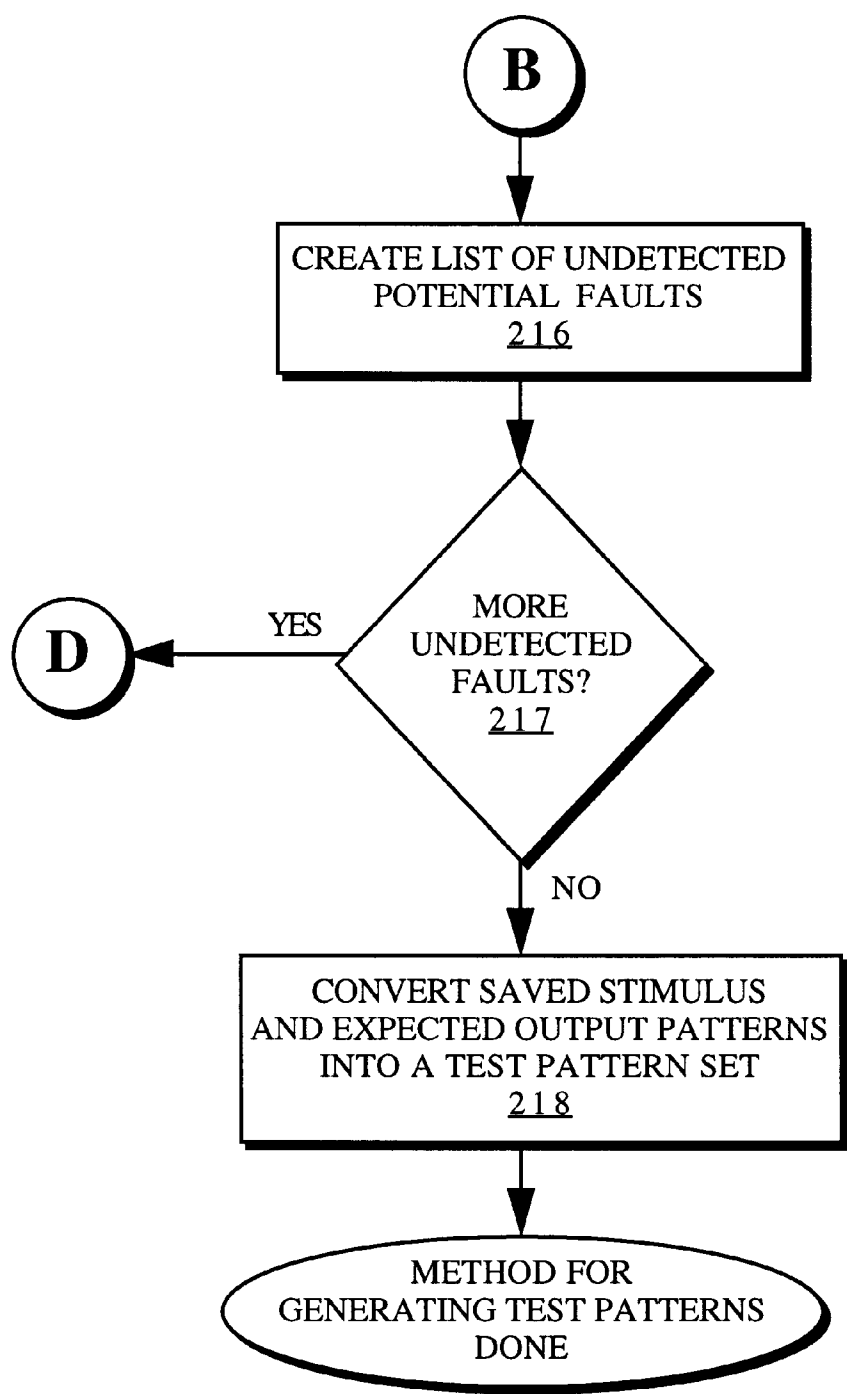 B
CREATE LIST OF UNDETECTED
POTENTIAL FAULTS
216
MORE
UNDETECTED
FAULTS?
217
YES
D
NO
CONVERT SAVED STIMULUS
AND EXPECTED OUTPUT PATTERNS
INTO A TEST PATTERN SET
218
METHOD FOR
GENERATING TEST PATTERNS
DONE